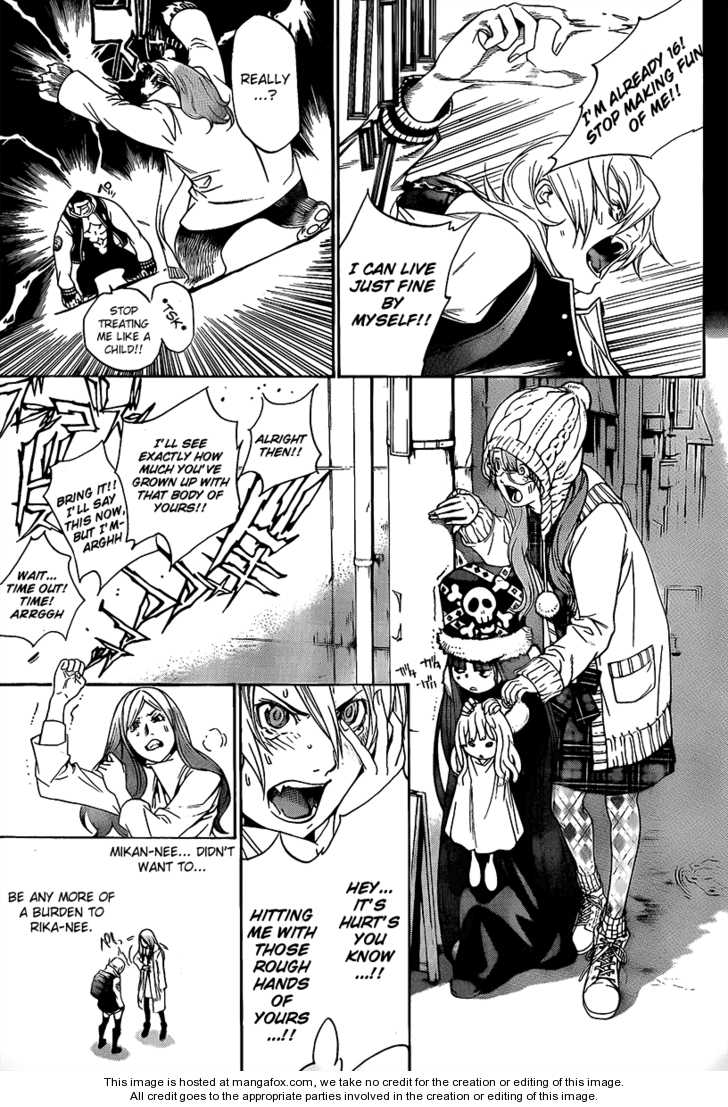 I'M ALREADY 16!
STOP MAKING FUN
OF ME!!
I CAN LIVE
JUST FINE
BY
MYSELF!!
REALLY
...?
*TSK*
STOP
TREATING
ME LIKE A
CHILD!!
ALRIGHT
THEN!!
I'LL SEE
EXACTLY HOW
MUCH YOU'VE
GROWN UP WITH
THAT BODY OF
YOURS!!
BRING IT!!
I'LL SAY
THIS NOW,
BUT I'M-
ARGHH
WAIT...
TIME OUT!
TIME!
ARRGGH
HEY...
IT'S
HURT'S
YOU
KNOW
...!!
HITTING
ME WITH
THOSE
ROUGH
HANDS
OF
YOURS
...!!
MIKAN-NEE... DIDN'T
WANT TO...
BE ANY MORE OF
A BURDEN TO
RIKA-NEE.
This image is hosted at mangafox.com, we take no credit for the creation or editing of this image.
All credit goes to the appropriate parties involved in the creation or editing of this image.